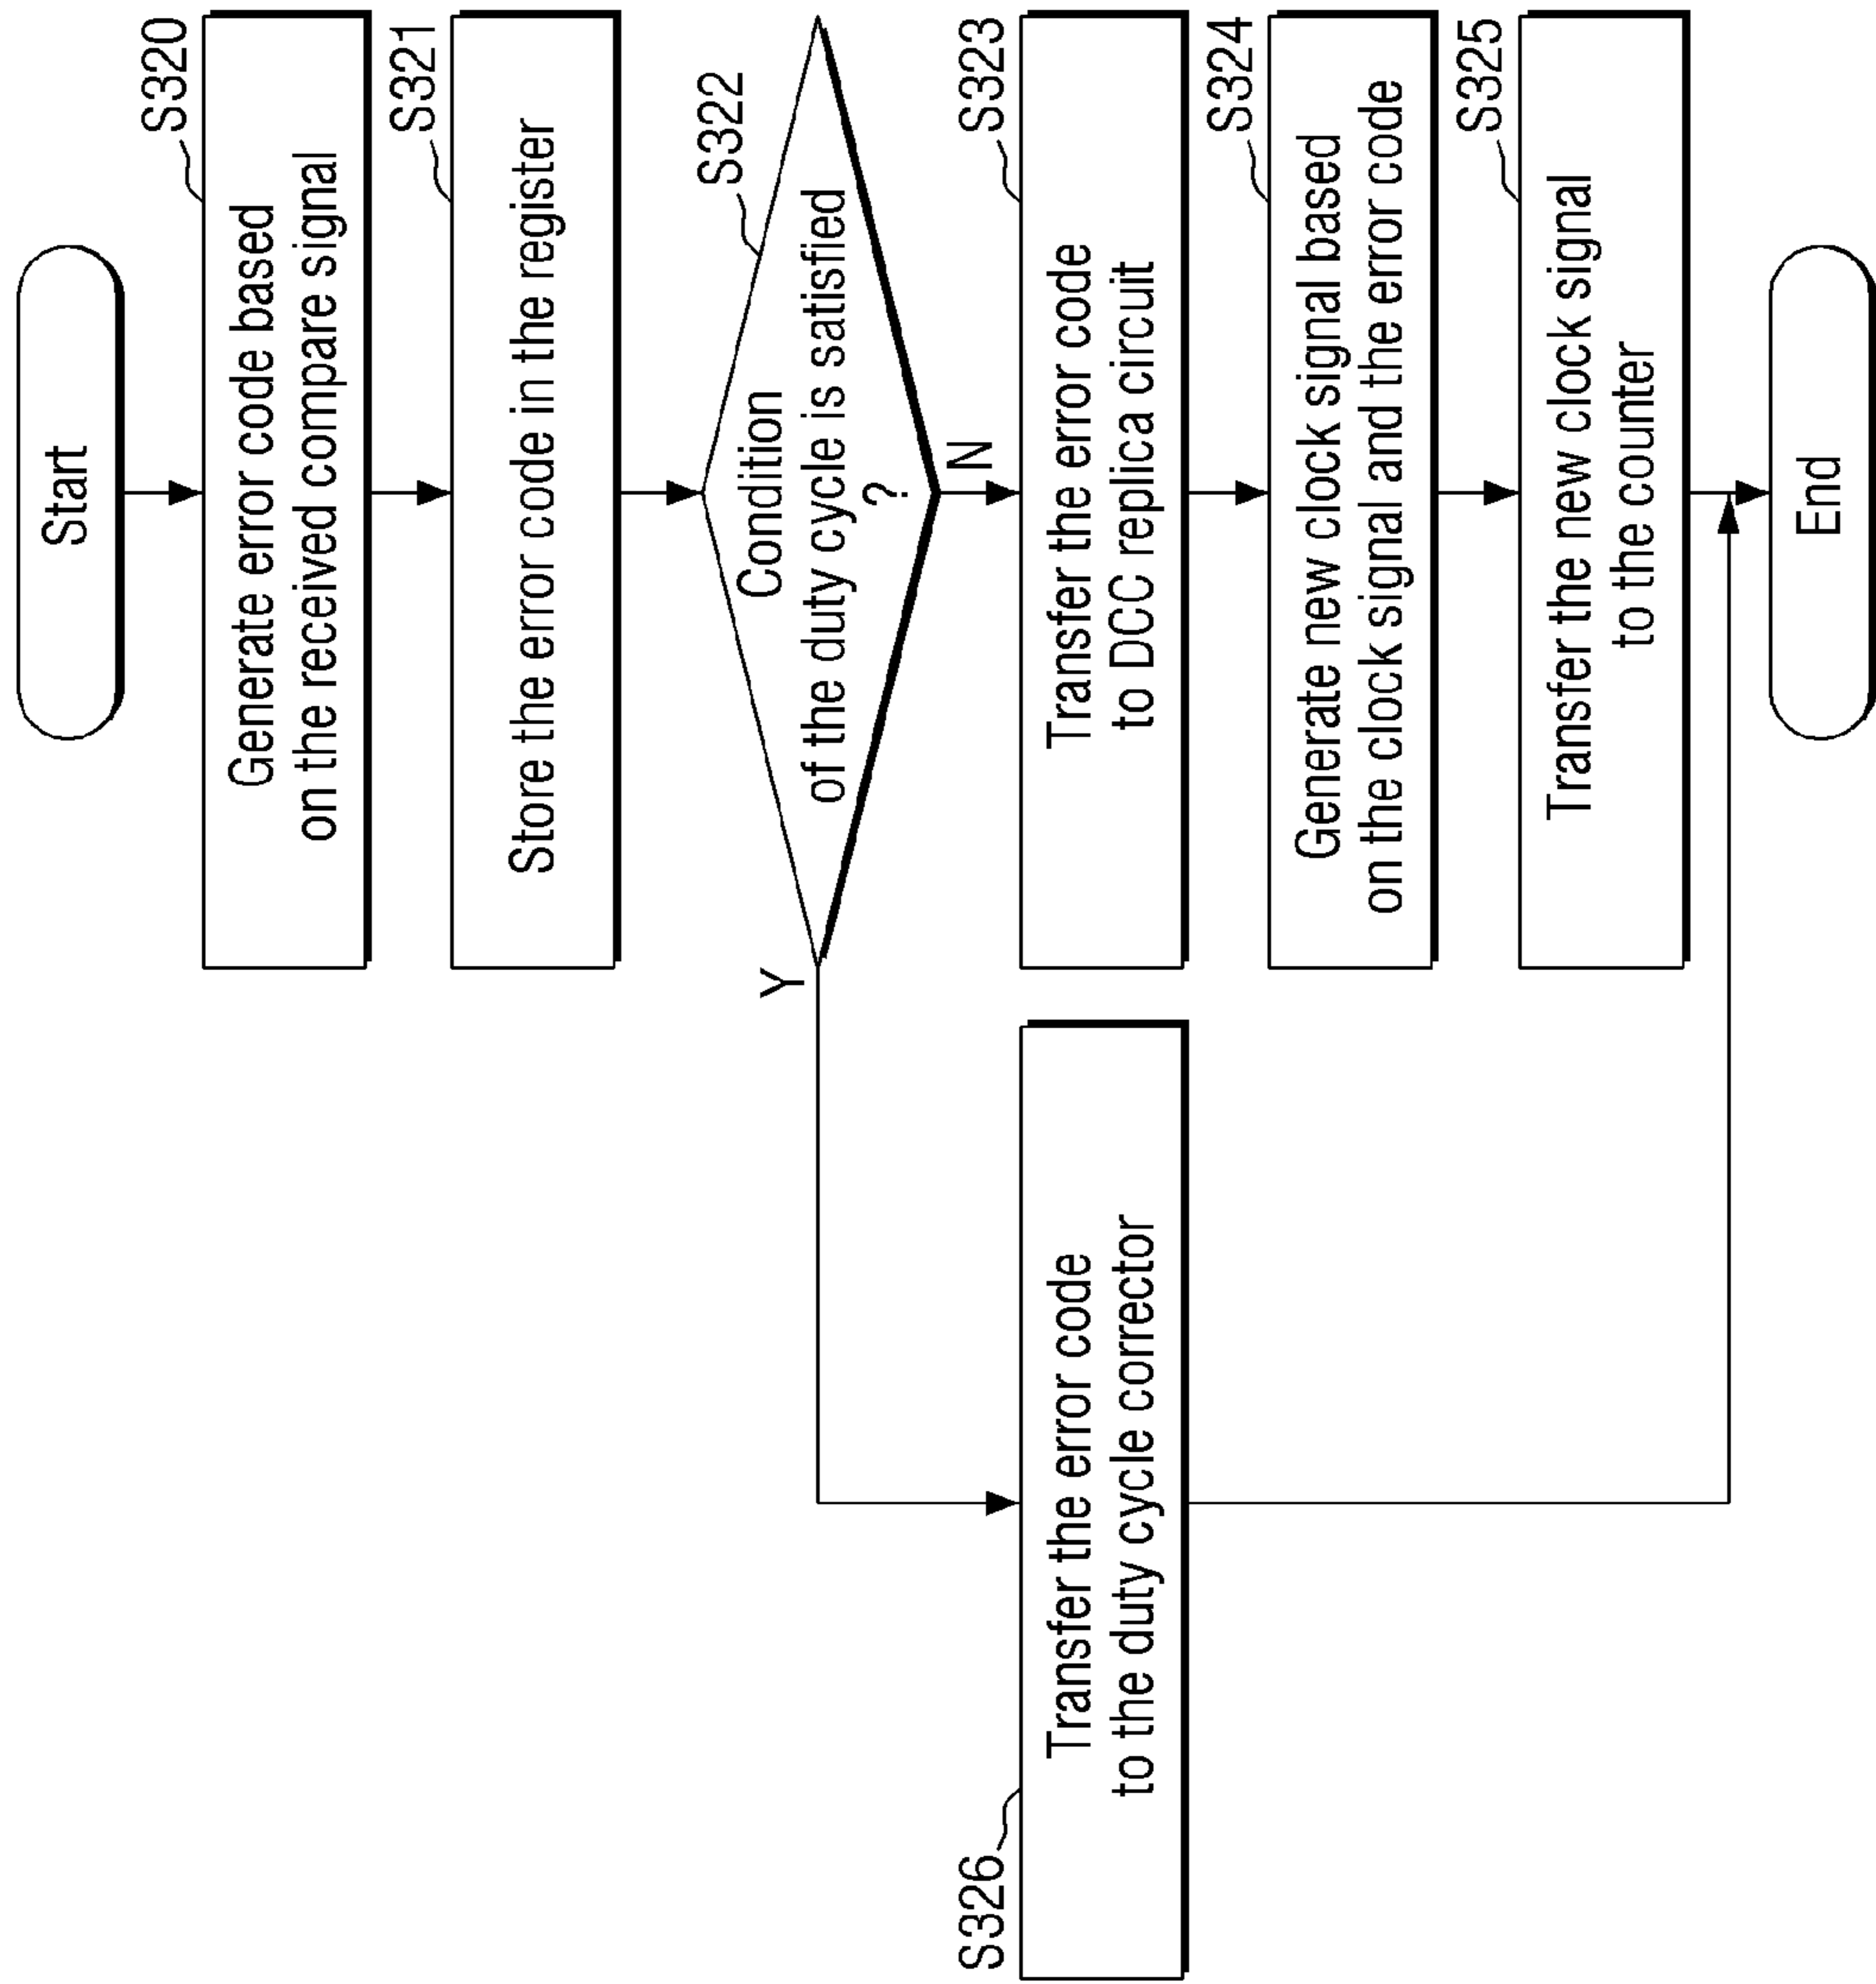 Start
S320
Generate error code based
on the received compare signal
S321
Store the error code in the register
S322
Condition
of the duty cycle is satisfied
?
Y
N
S326
Transfer the error code
to the duty cycle corrector
S323
Transfer the error code
to DCC replica circuit
S324
Generate new clock signal based
on the clock signal and the error code
S325
Transfer the new clock signal
to the counter
End